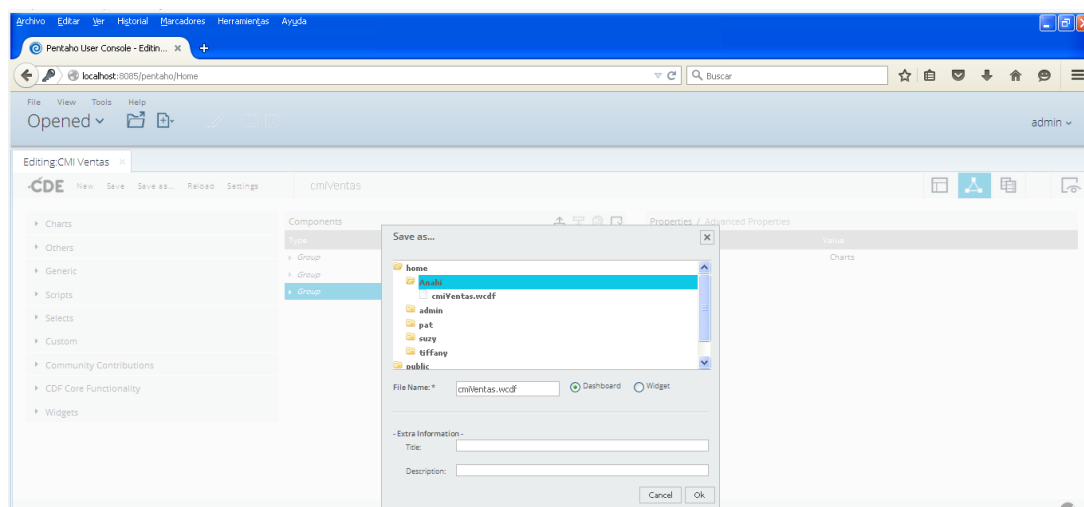 Archivo Editar Ver Historial Marcadores Herramientas Ayuda
Pentaho User Console - Editin... × +
localhost:8085/pentaho/Home
Buscar
File View Tools Help
Opened
admin
Editing:CMI Ventas ×
CDE New Save Save as... Reload Settings cmiVentas
Charts
Others
Generic
Scripts
Selects
Custom
Community Contributions
CDF Core Functionality
Widgets
Components
Type
Group
Group
Group
Properties / Advanced Properties
Value
Charts
Save as...
home
Anahi
cmiVentas.wcdf
admin
pat
suzy
tiffany
public
File Name:* cmiVentas.wcdf Dashboard Widget
- Extra Information -
Title:
Description:
Cancel Ok